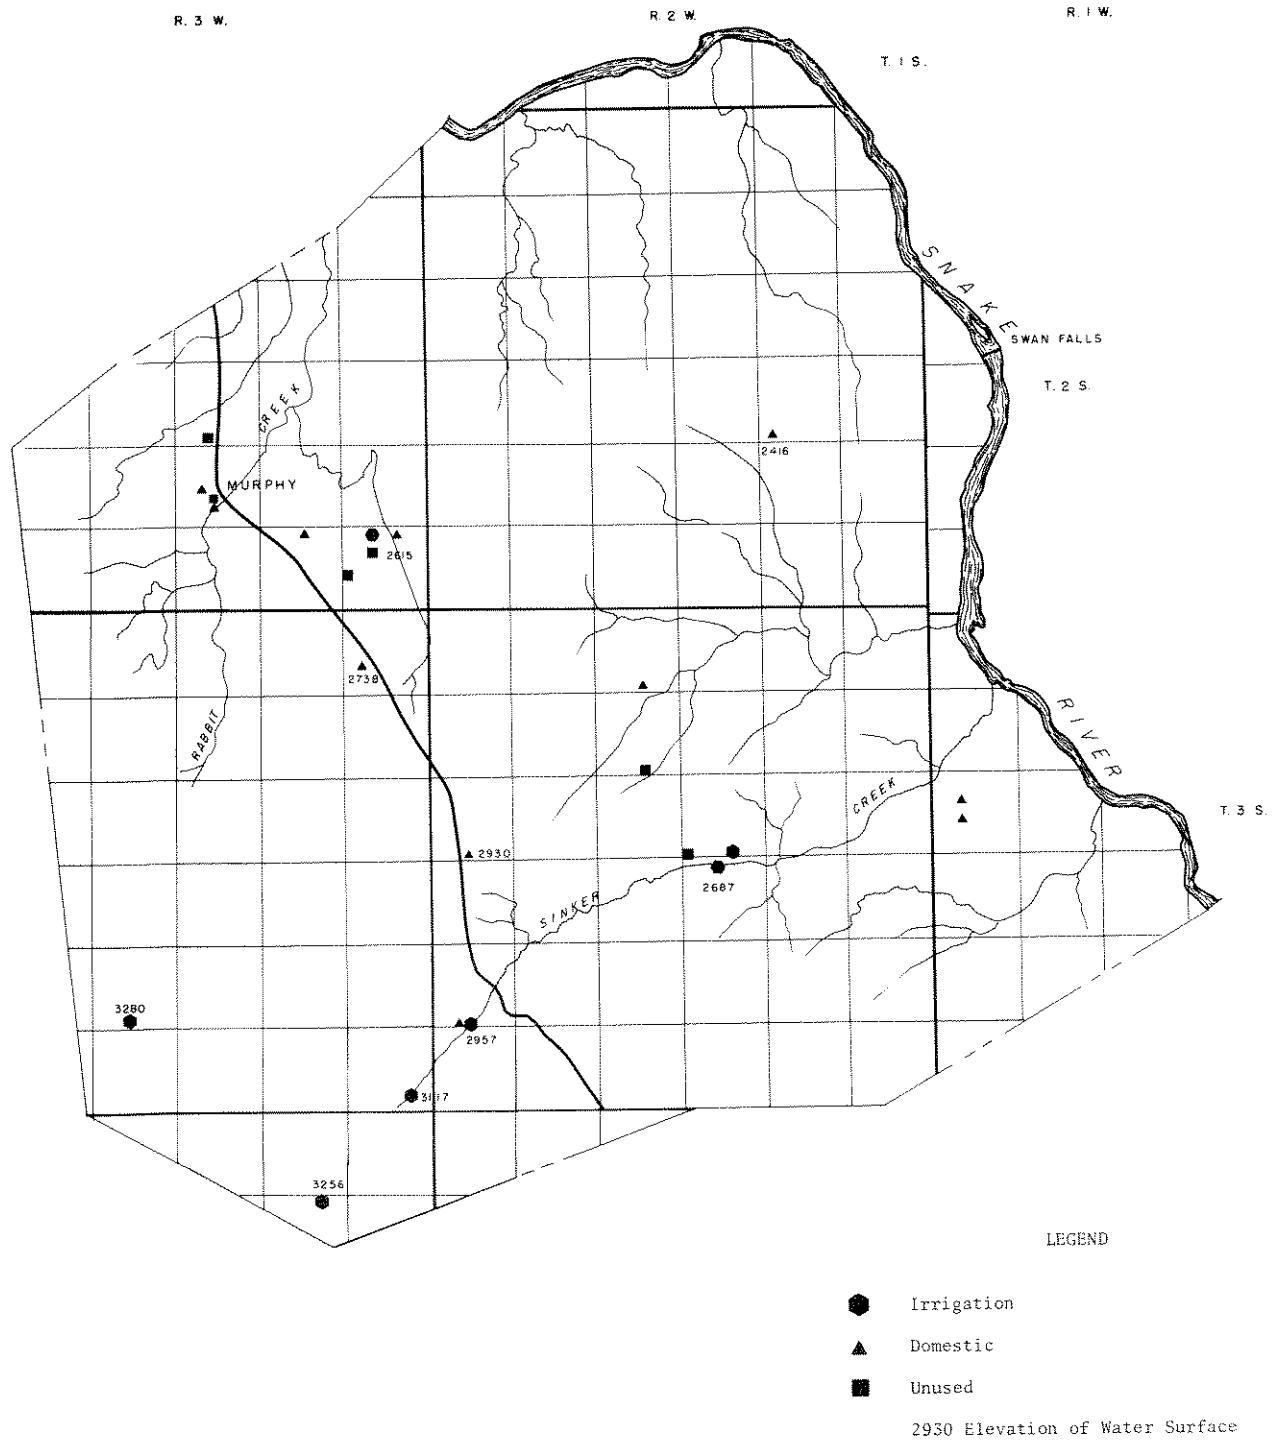 R. 3 W.
R. 2 W.
R. 1 W.
T. 1 S.
SNAKE
SWAN FALLS
T. 2 S.
CREEK
2416
MURPHY
2615
2738
RABBIT
RIVER
CREEK
T. 3 S.
2930
2687
SINKER
3280
2957
3117
3256
LEGEND
Irrigation
Domestic
Unused
2930 Elevation of Water Surface